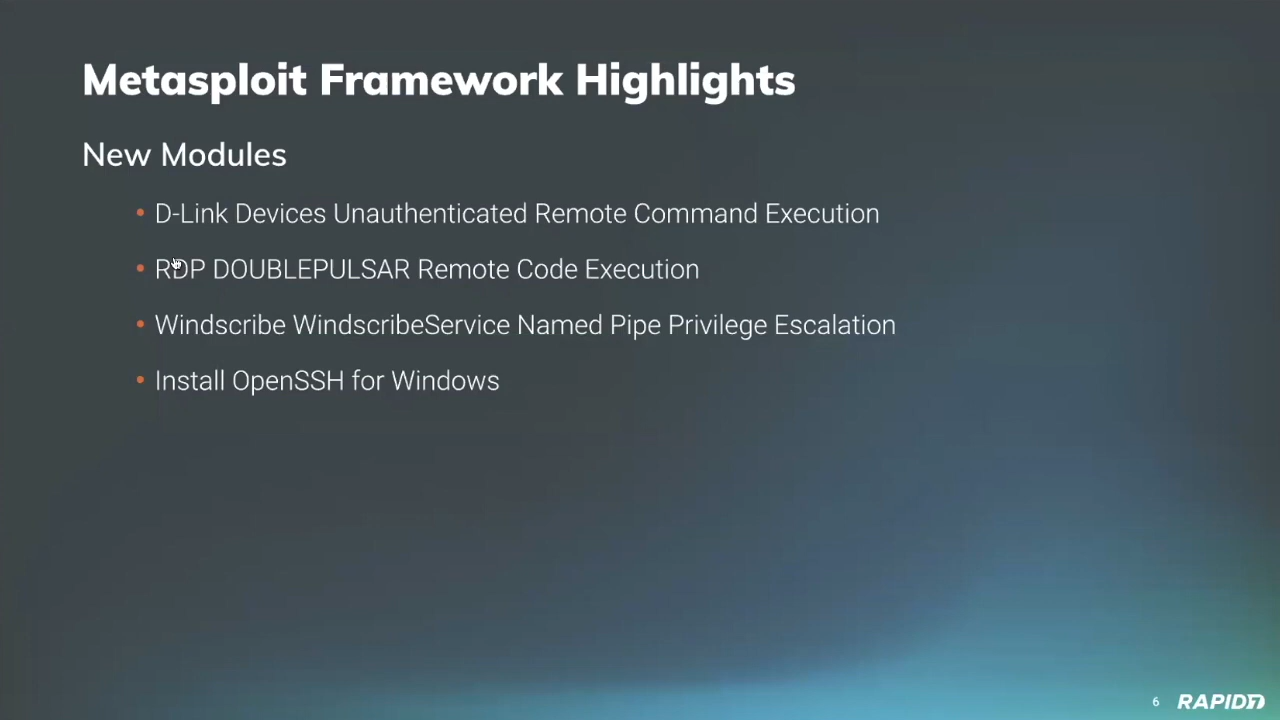 Metasploit Framework Highlights
New Modules
• D-Link Devices Unauthenticated Remote Command Execution
• RDP DOUBLEPULSAR Remote Code Execution
• Windscribe WindscribeService Named Pipe Privilege Escalation
• Install OpenSSH for Windows
6 RAPID7